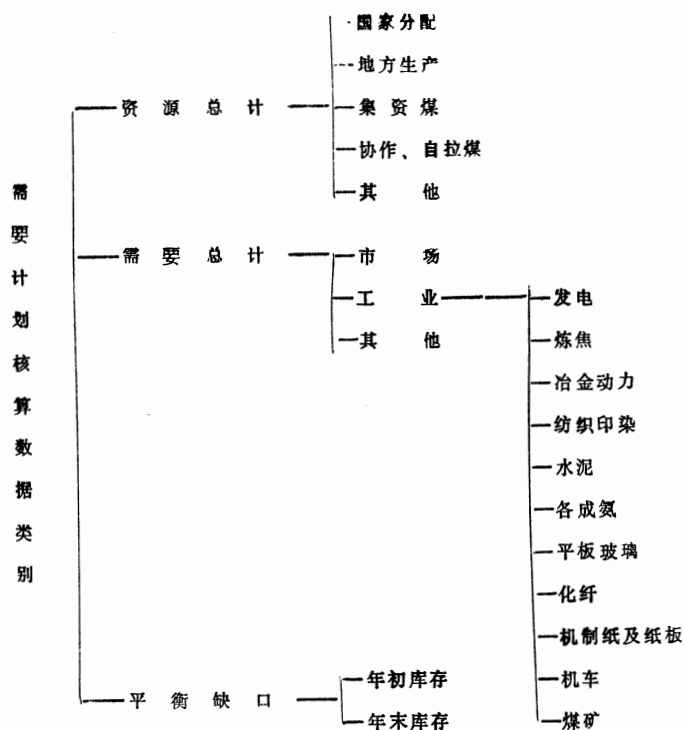 需要计划核算数据类别
资源总计
国家分配
地方生产
集资煤
协作、自拉煤
其他
需要总计
市场
工业
发电
炼焦
冶金动力
纺织印染
水泥
各成氨
平板玻璃
化纤
机制纸及纸板
机车
煤矿
其他
平衡缺口
年初库存
年末库存